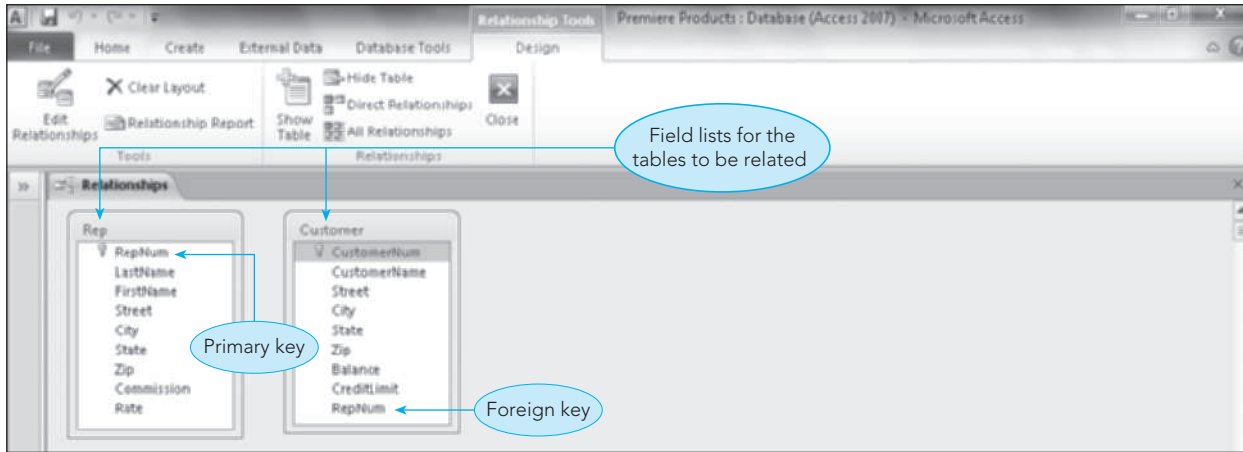 Relationship Tools
Premiere Products : Database (Access 2007) - Microsoft Access
File
Home
Create
External Data
Database Tools
Design
Edit Relationships
Clear Layout
Relationship Report
Tools
Show Table
Hide Table
Direct Relationships
All Relationships
Relationships
Close
Field lists for the
tables to be related
Relationships
Rep
RepNum
LastName
FirstName
Street
City
State
Zip
Commission
Rate
Primary key
Customer
CustomerNum
CustomerName
Street
City
State
Zip
Balance
CreditLimit
RepNum
Foreign key